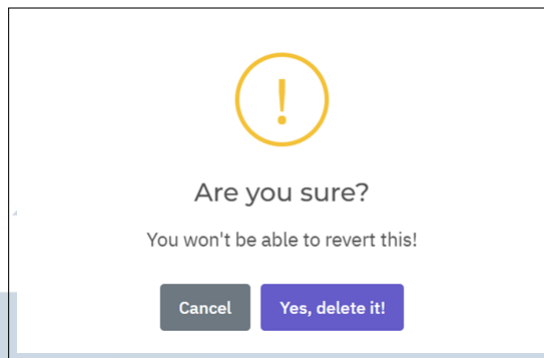 !
Are you sure?
You won't be able to revert this!
Cancel
Yes, delete it!